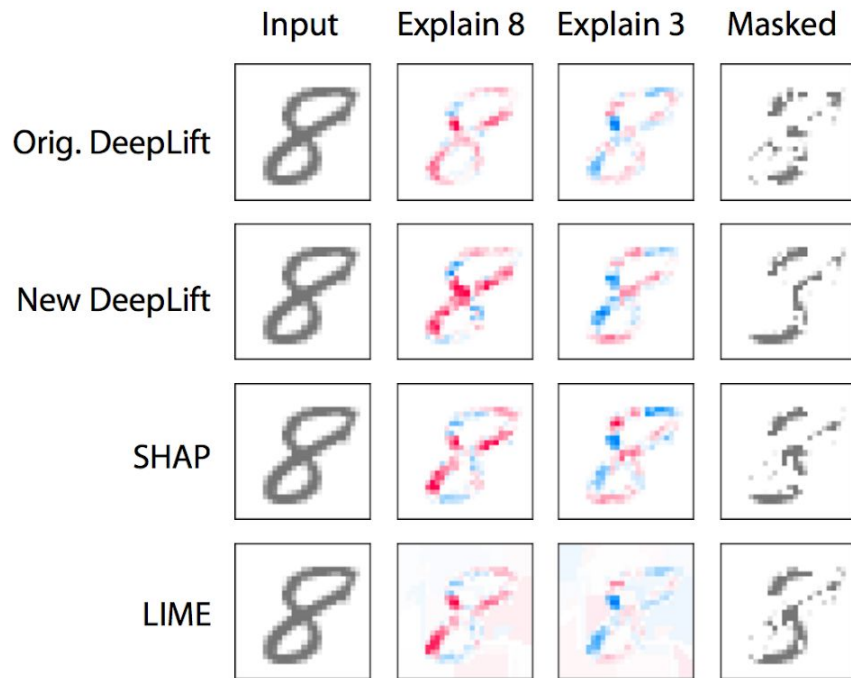 Input Explain 8 Explain 3 Masked
Orig. DeepLift
New DeepLift
SHAP
LIME